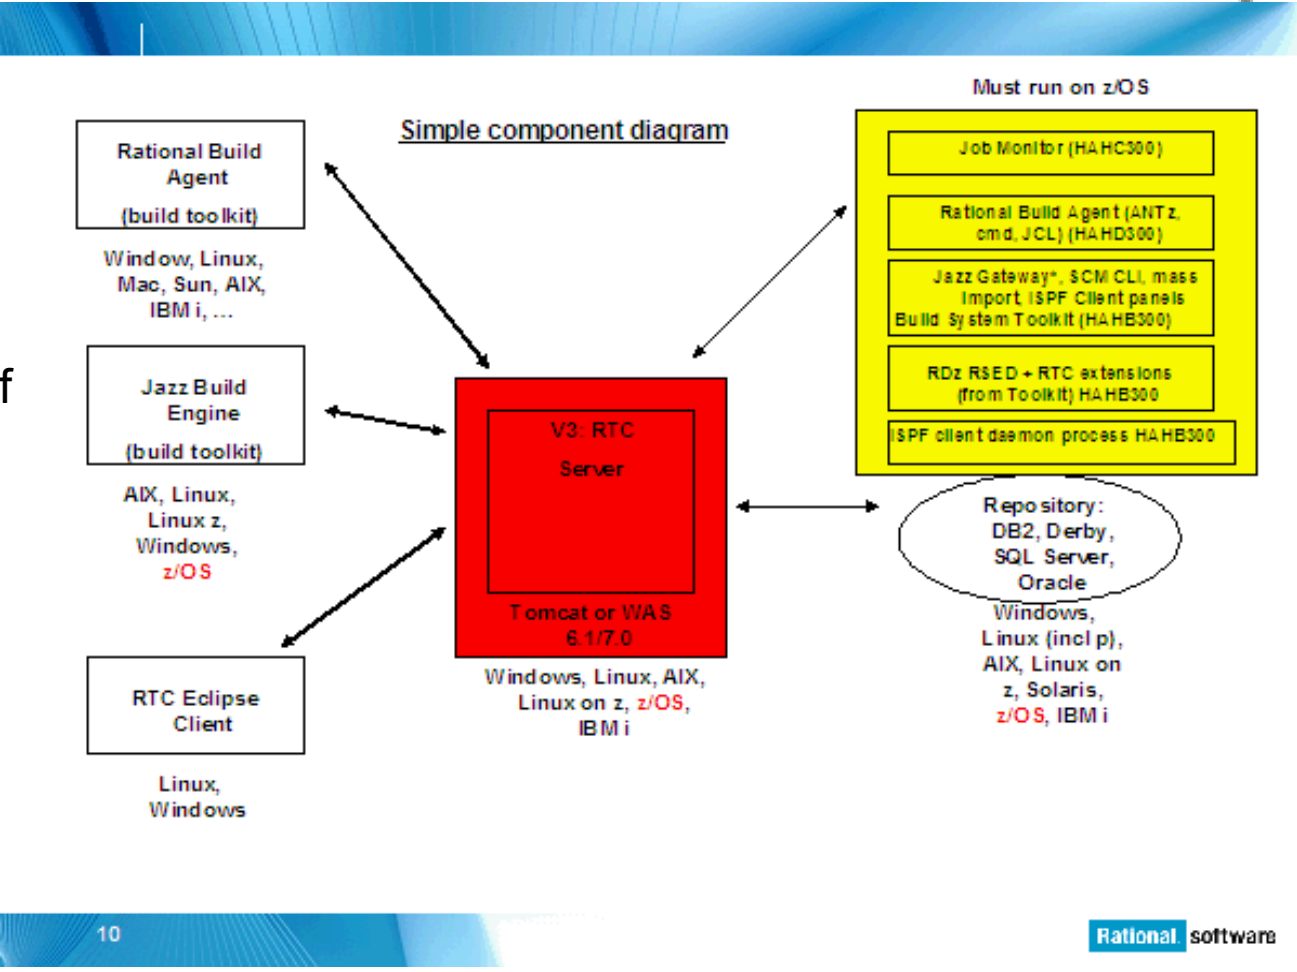 Must run on z/OS
Simple component diagram
Rational Build
Agent
(build toolkit)
Window, Linux,
Mac, Sun, AIX,
IBM i, ...
f
Jazz Build
Engine
(build toolkit)
AIX, Linux,
Linux z,
Windows,
z/OS
RTC Eclipse
Client
Linux,
Windows
V3: RTC
Server
Tomcat or WAS
6.1/7.0
Windows, Linux, AIX,
Linux on z, z/OS,
IBM i
Job Monitor (HAHC300)
Rational Build Agent (ANTz,
cmd, JCL) (HAHD300)
Jazz Gateway*, SCM CLI, mass
Import, ISPF Client panels
Build System Toolkit (HAHB300)
RDz RSED + RTC extensions
(from Toolkit) HAHB300
ISPF client daemon process HAHB300
Repository:
DB2, Derby,
SQL Server,
Oracle
Windows,
Linux (incl p),
AIX, Linux on
z, Solaris,
z/OS, IBM i
10
Rational. software